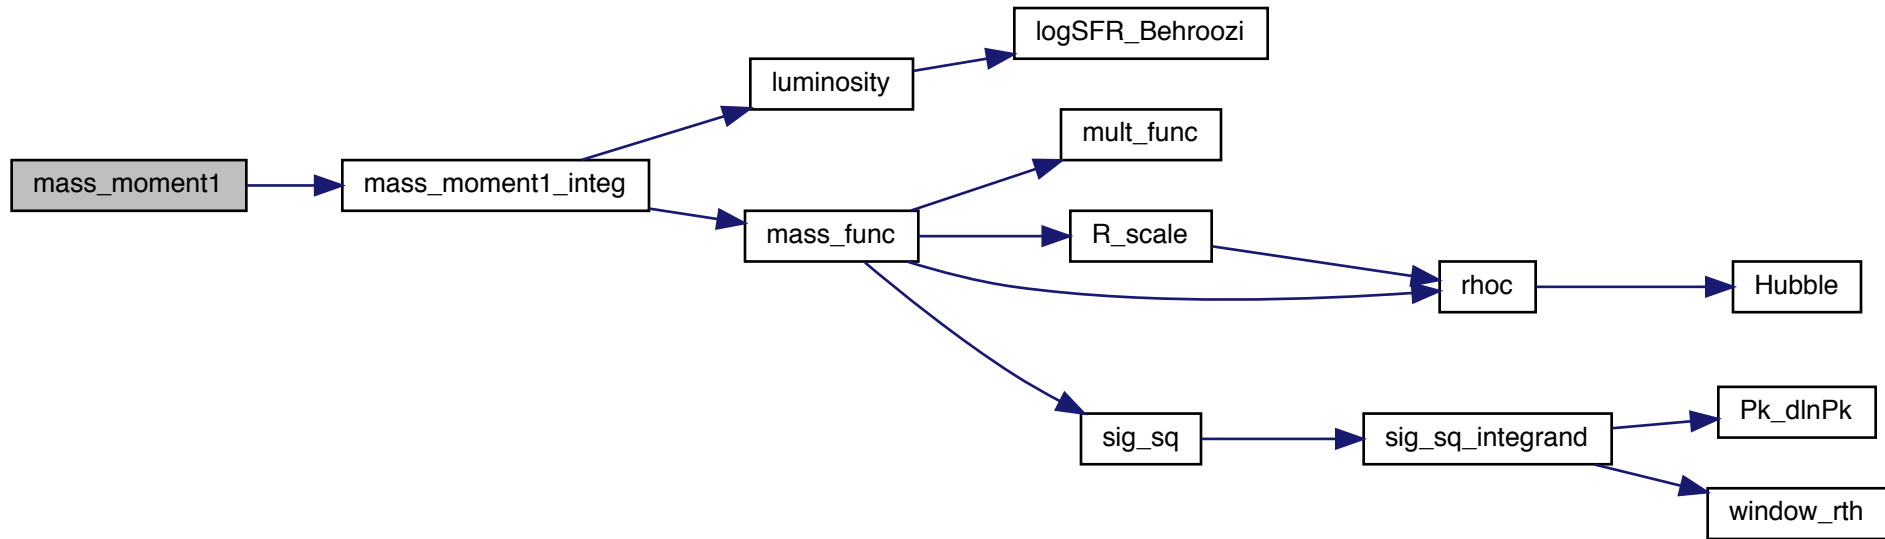 logSFR_Behroozi
luminosity
mult_func
mass_moment1
mass_moment1_integ
mass_func
R_scale
rhoc
Hubble
Pk_dlnPk
sig_sq
sig_sq_integrand
window_rth